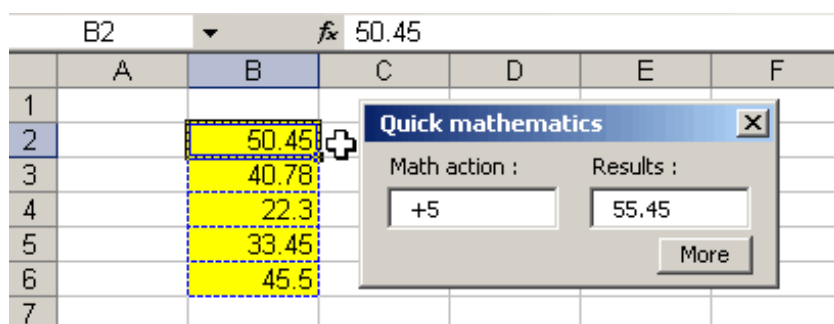 B2 fx 50.45
A B C D E F
1
2 50.45
3 40.78
4 22.3
5 33.45
6 45.5
7
Quick mathematics
Math action : Results :
+5 55.45
More